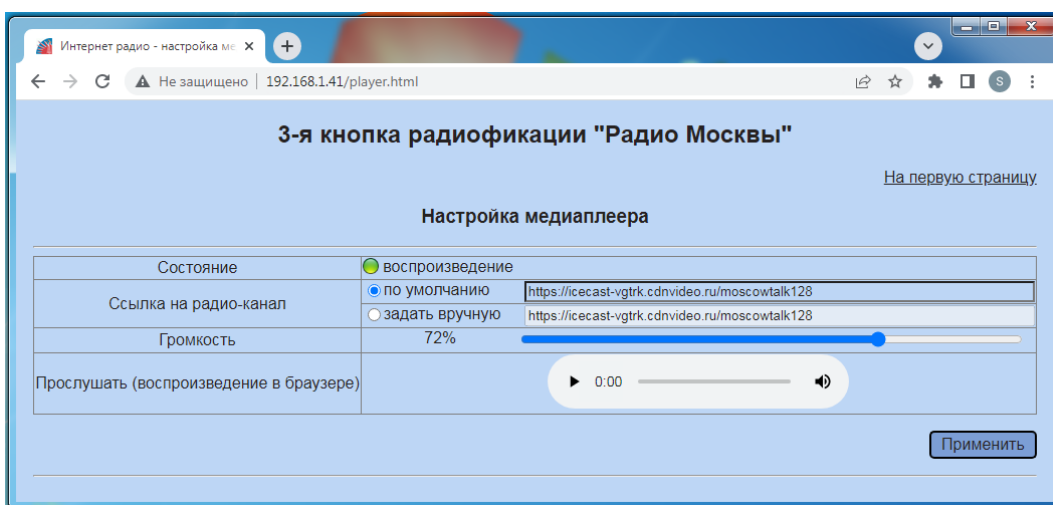 Интернет радио - настройка ме
Не защищено | 192.168.1.41/player.html
S
3-я кнопка радиофикации "Радио Москвы"
На первую страницу
Настройка медиаплеера
Состояние воспроизведение
Ссылка на радио-канал
по умолчанию https://icecast-vgtrk.cdnvideo.ru/moscowtalk128
задать вручную https://icecast-vgtrk.cdnvideo.ru/moscowtalk128
Громкость 72%
Прослушать (воспроизведение в браузере) 0:00
Применить